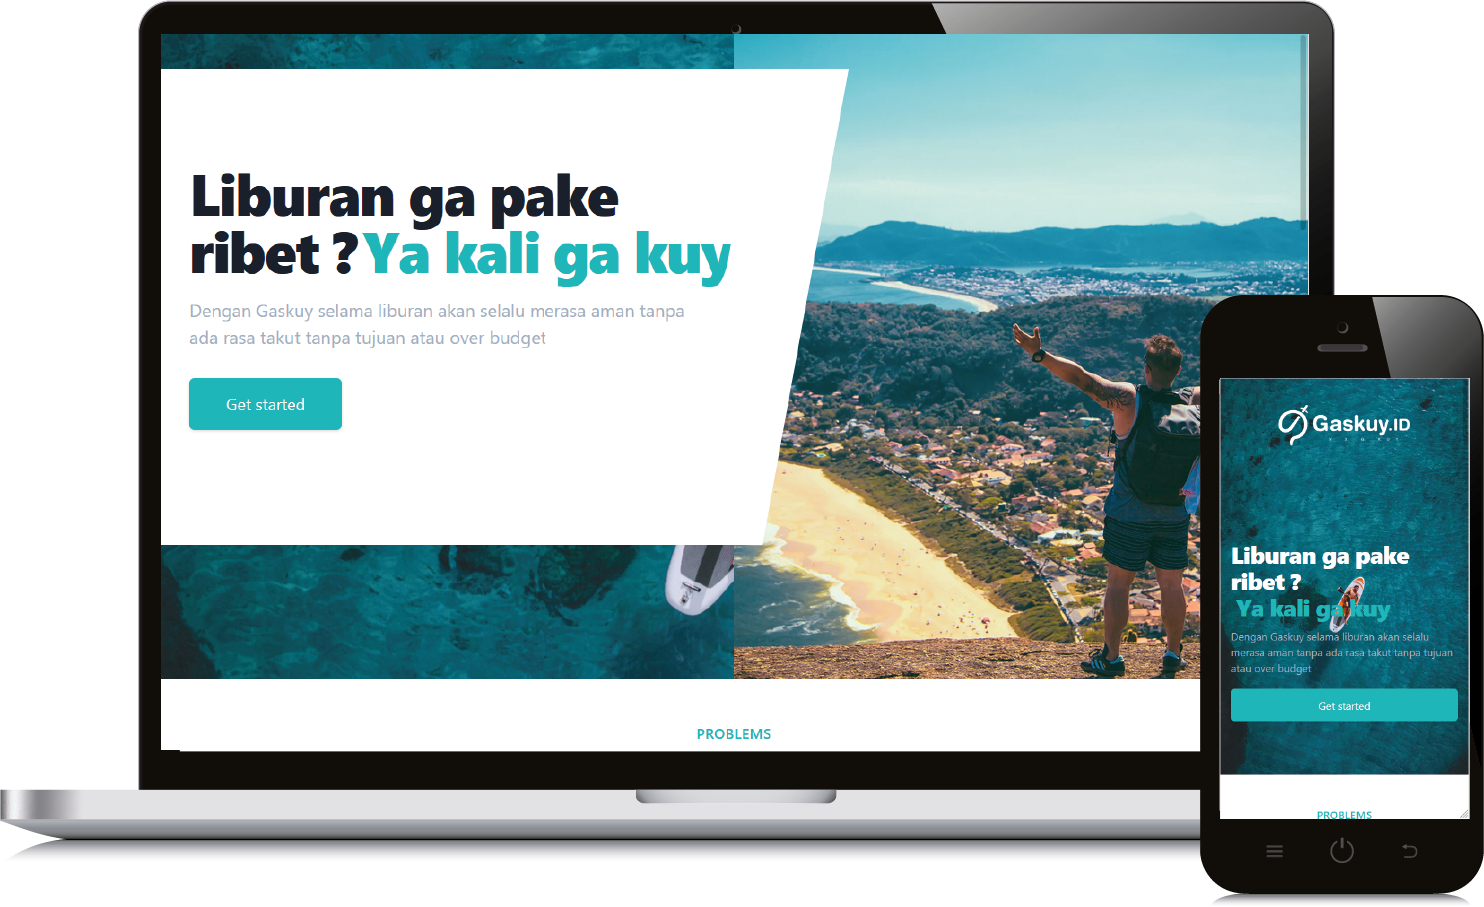 Liburan ga pake
ribet ? Ya kali ga kuy
Dengan Gaskuy selama liburan akan selalu merasa aman tanpa
ada rasa takut tanpa tujuan atau over budget
Get started
PROBLEMS
Gaskuy.ID
Liburan ga pake
ribet ?
Ya kali ga kuy
Dengan Gaskuy selama liburan akan selalu
merasa aman tanpa ada rasa takut tanpa tujuan
atau over budget
Get started
PROBLEMS